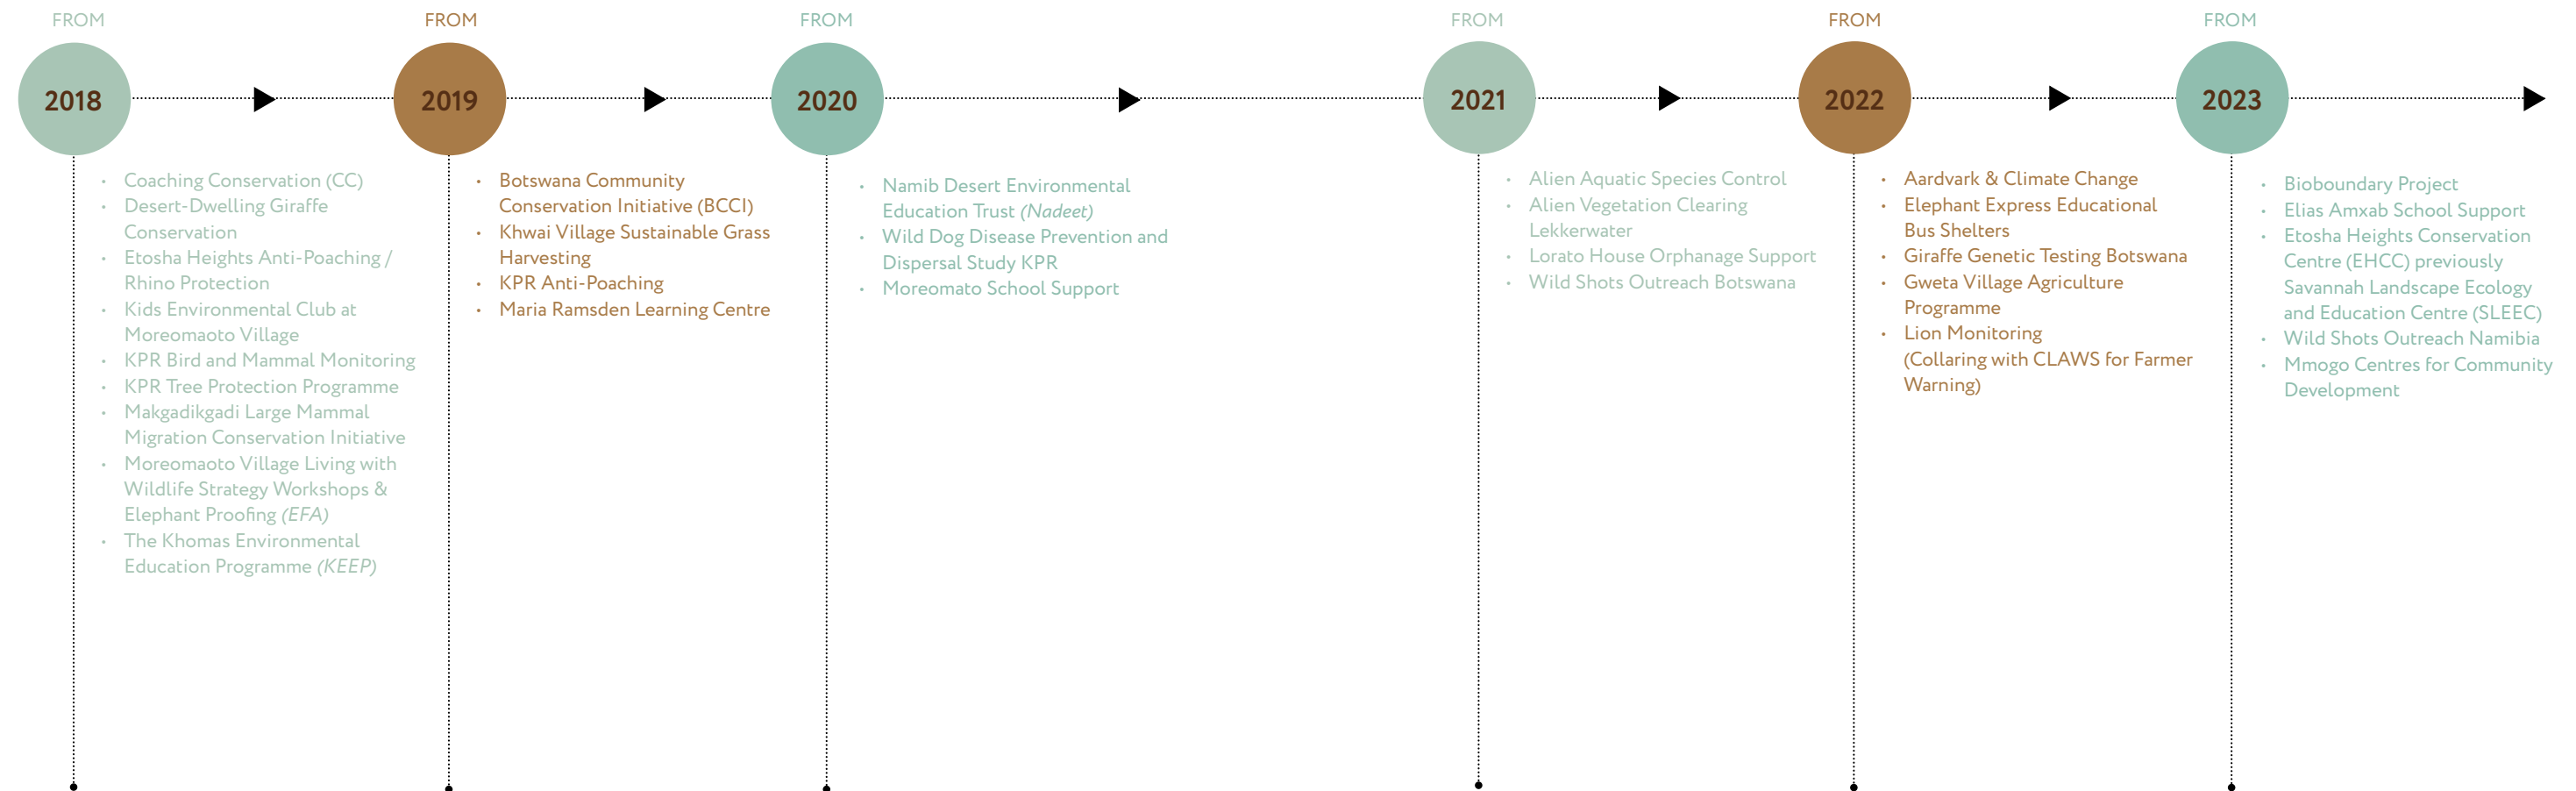 FROM
2018
• Coaching Conservation (CC)
• Desert-Dwelling Giraffe
Conservation
• Etosha Heights Anti-Poaching /
Rhino Protection
• Kids Environmental Club at
Moreomaoto Village
• KPR Bird and Mammal Monitoring
• KPR Tree Protection Programme
• Makgadikgadi Large Mammal
Migration Conservation Initiative
• Moreomaoto Village Living with
Wildlife Strategy Workshops &
Elephant Proofing (EFA)
• The Khomas Environmental
Education Programme (KEEP)
FROM
2019
• Botswana Community
Conservation Initiative (BCCI)
• Khwai Village Sustainable Grass
Harvesting
• KPR Anti-Poaching
• Maria Ramsden Learning Centre
FROM
2020
• Namib Desert Environmental
Education Trust (Nadeet)
• Wild Dog Disease Prevention and
Dispersal Study KPR
• Moreomato School Support
FROM
2021
• Alien Aquatic Species Control
• Alien Vegetation Clearing
Lekkerwater
• Lorato House Orphanage Support
• Wild Shots Outreach Botswana
FROM
2022
• Aardvark & Climate Change
• Elephant Express Educational
Bus Shelters
• Giraffe Genetic Testing Botswana
• Gweta Village Agriculture
Programme
• Lion Monitoring
(Collaring with CLAWS for Farmer
Warning)
FROM
2023
• Bioboundary Project
• Elias Amxab School Support
• Etosha Heights Conservation
Centre (EHCC) previously
Savannah Landscape Ecology
and Education Centre (SLEEC)
• Wild Shots Outreach Namibia
• Mmogo Centres for Community
Development